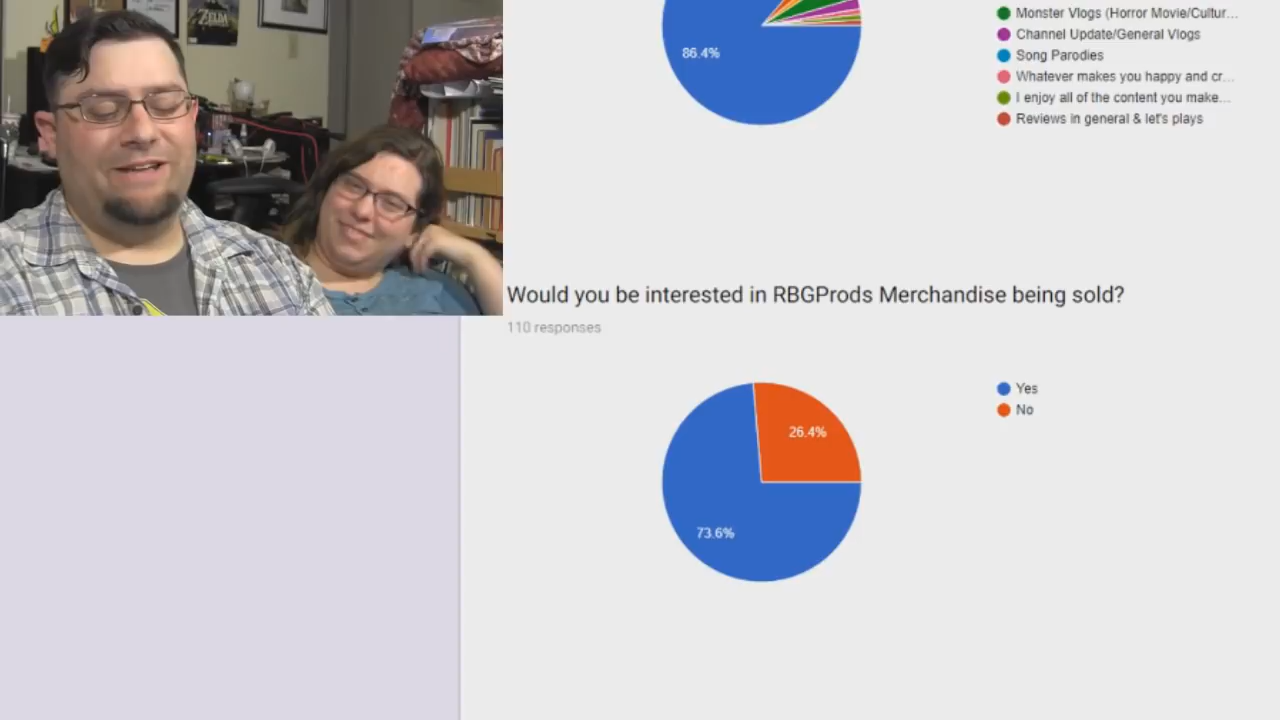 ZELDA
86.4%
Monster Vlogs (Horror Movie/Cultur...
Channel Update/General Vlogs
Song Parodies
Whatever makes you happy and cr...
I enjoy all of the content you make...
Reviews in general & let's plays
Would you be interested in RBGProds Merchandise being sold?
110 responses
Yes
No
26.4%
73.6%